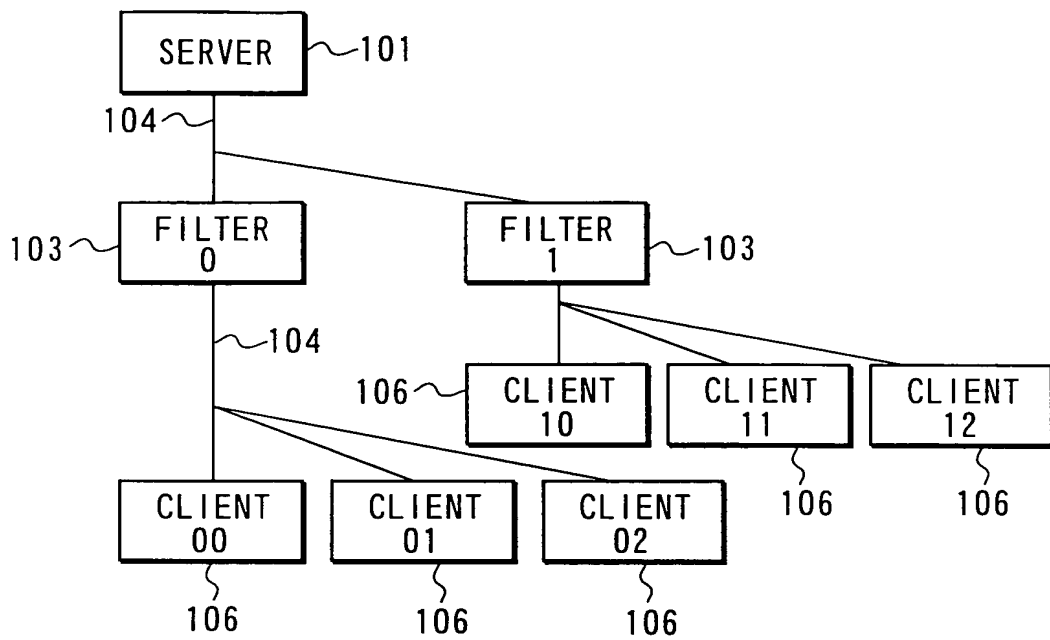 SERVER
101
104
FILTER
0
103
FILTER
1
103
104
106
CLIENT
10
CLIENT
11
CLIENT
12
106
106
CLIENT
00
CLIENT
01
CLIENT
02
106
106
106